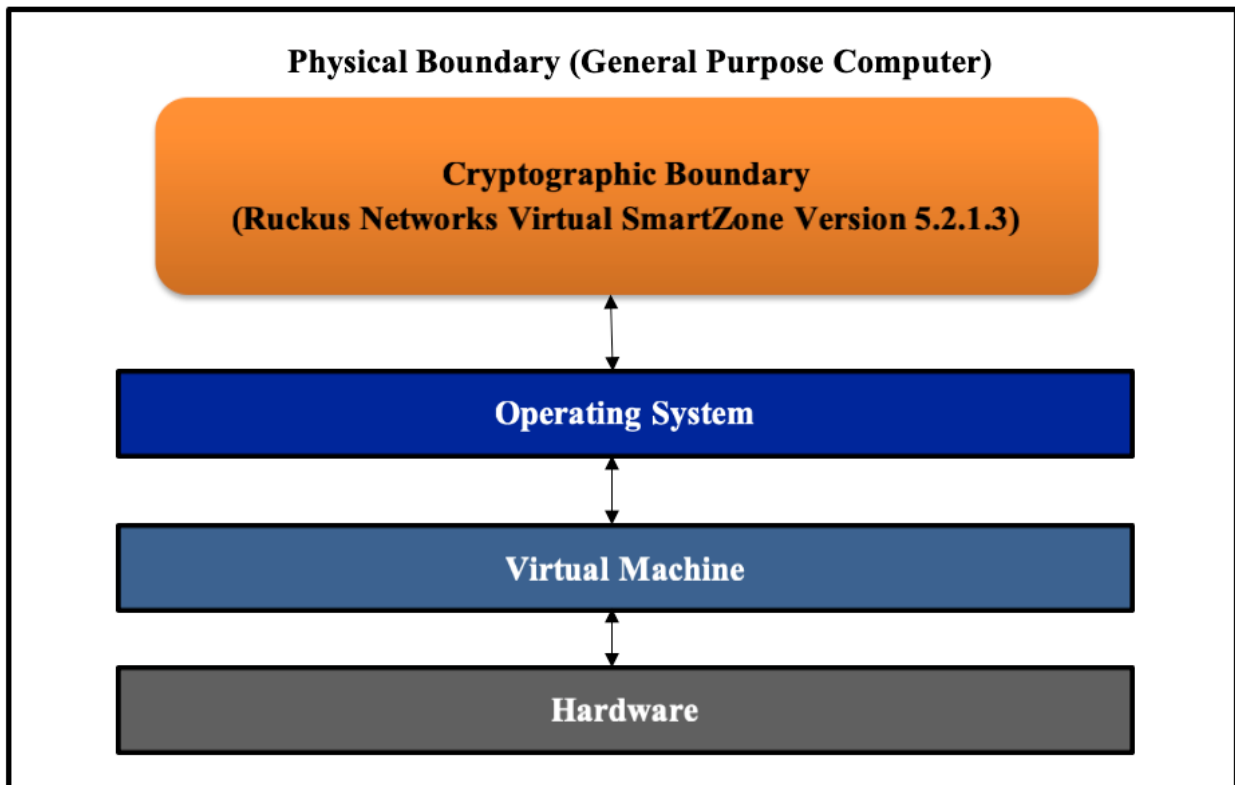 Physical Boundary (General Purpose Computer)
Cryptographic Boundary
(Ruckus Networks Virtual SmartZone Version 5.2.1.3)
Operating System
Virtual Machine
Hardware